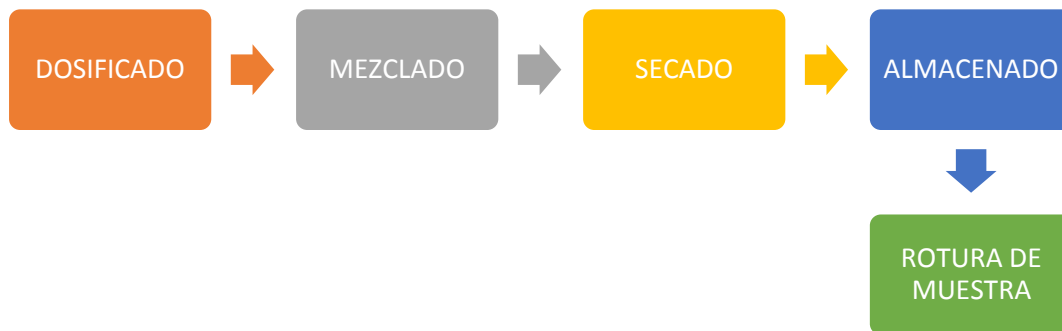 DOSIFICADO
MEZCLADO
SECADO
ALMACENADO
ROTURA DE
MUESTRA